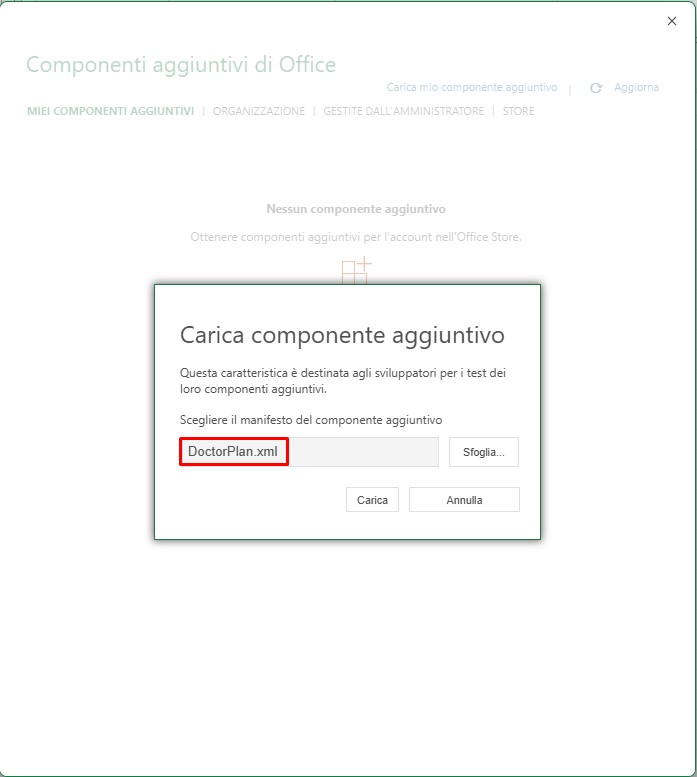 Componenti aggiuntivi di Office
Carica mio componente aggiuntivo | Aggiorna
MIEI COMPONENTI AGGIUNTIVI | ORGANIZZAZIONE | GESTITE DALL'AMMINISTRATORE | STORE
Nessun componente aggiuntivo
Ottenere componenti aggiuntivi per l'account nell'Office Store.
Carica componente aggiuntivo
Questa caratteristica è destinata agli sviluppatori per i test dei
loro componenti aggiuntivi.
Scegliere il manifesto del componente aggiuntivo
DoctorPlan.xml Sfoglia...
Carica Annulla